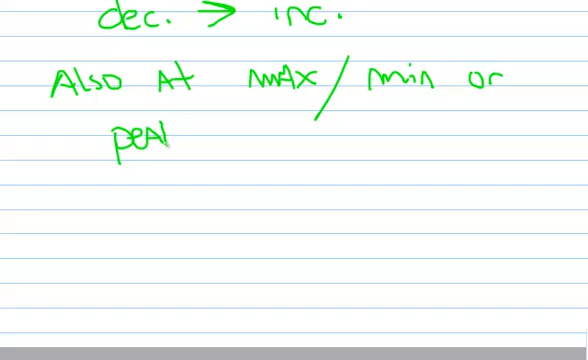 dec. → inc.
Also At max/min or
peA